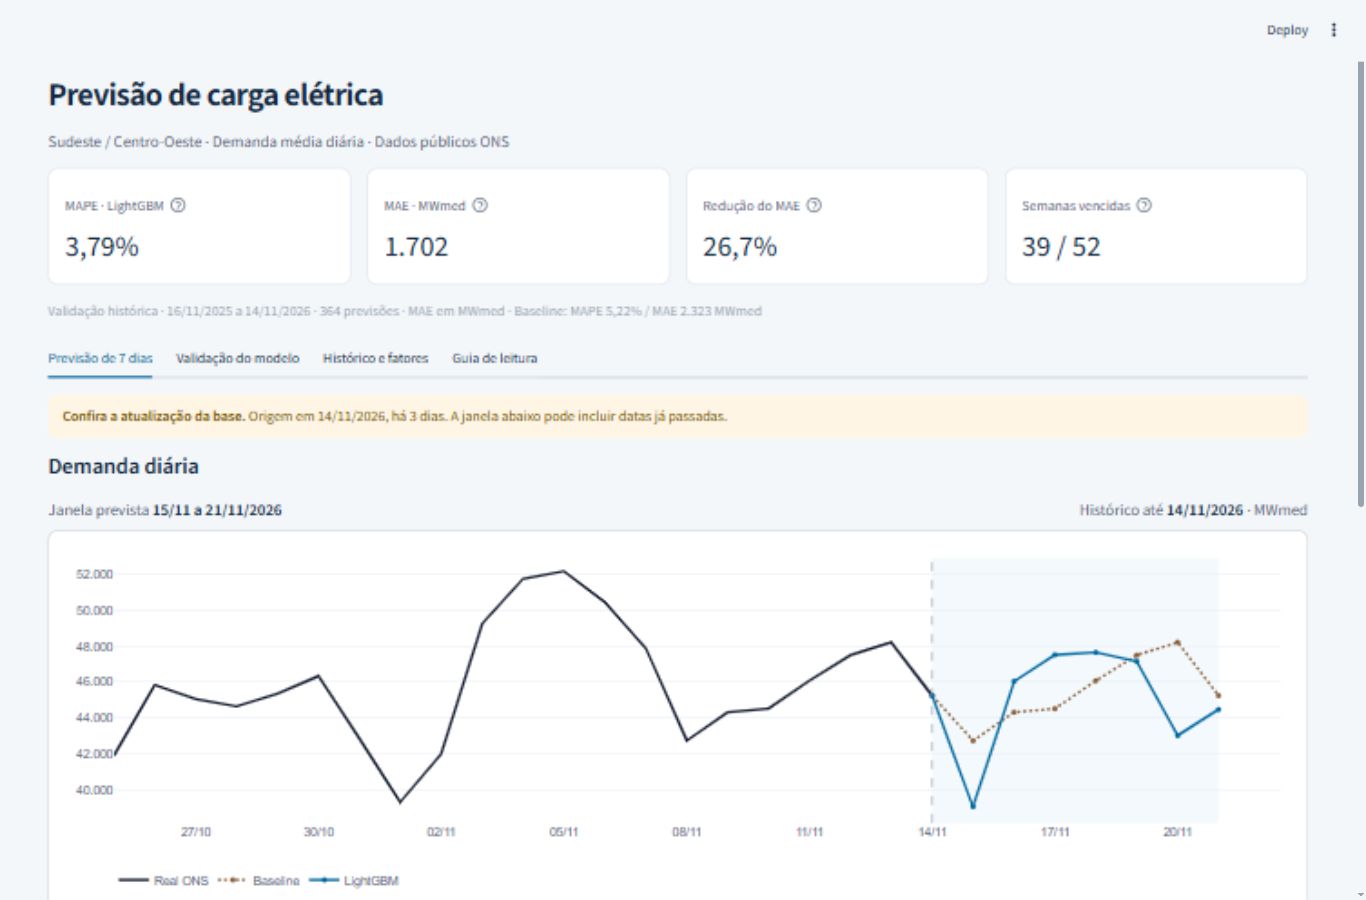 Deploy
Previsão de carga elétrica
Sudeste / Centro-Oeste · Demanda média diária · Dados públicos ONS
MAPE · LightGBM
3,79%
MAE · MWmed
1.702
Redução do MAE
26,7%
Semanas vencidas
39 / 52
Validação histórica · 16/11/2025 a 14/11/2026 · 364 previsões · MAE em MWmed · Baseline: MAPE 5,22% / MAE 2.323 MWmed
Previsão de 7 dias
Validação do modelo
Histórico e fatores
Guia de leitura
Confira a atualização da base. Origem em 14/11/2026, há 3 dias. A janela abaixo pode incluir datas já passadas.
Demanda diária
Janela prevista 15/11 a 21/11/2026
Histórico até 14/11/2026 · MWmed
52.000
50.000
48.000
46.000
44.000
42.000
40.000
27/10
30/10
02/11
05/11
08/11
11/11
14/11
17/11
20/11
Real ONS
Baseline
LightGBM